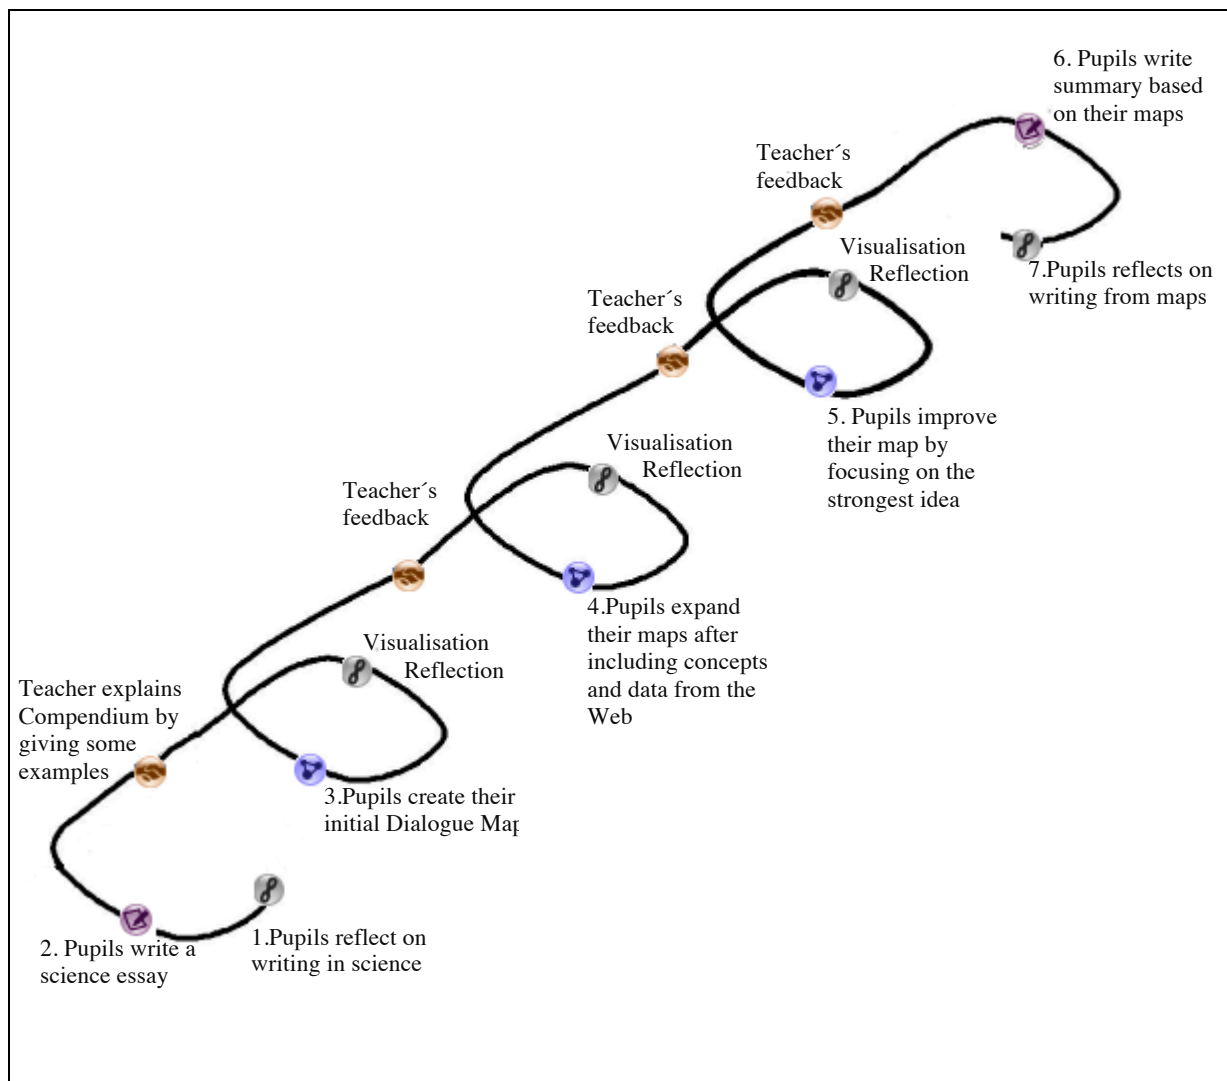 6. Pupils write
summary based
on their maps
Teacher´s
feedback
Visualisation
Reflection
7.Pupils reflects on
writing from maps
Teacher´s
feedback
5. Pupils improve
their map by
focusing on the
strongest idea
Visualisation
Reflection
Teacher´s
feedback
4.Pupils expand
their maps after
including concepts
and data from the
Web
Visualisation
Reflection
Teacher explains
Compendium by
giving some
examples
3.Pupils create their
initial Dialogue Map
1.Pupils reflect on
writing in science
2. Pupils write a
science essay